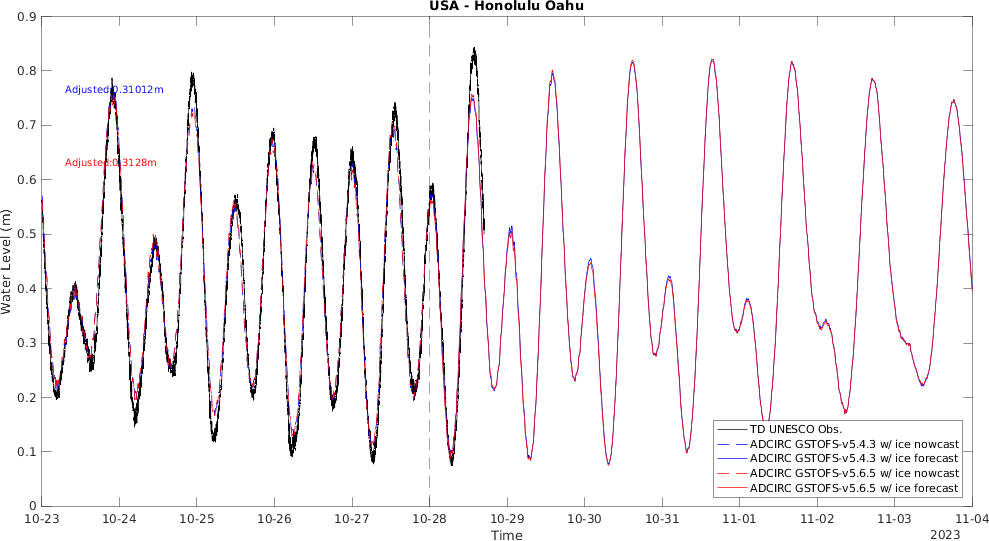 USA - Honolulu Oahu
0.9
0.8
0.7
0.6
0.5
0.4
0.3
0.2
0.1
0
Water Level (m)
Adjusted:0.31012m
Adjusted:0.3128m
TD UNESCO Obs.
ADCIRC GSTOFS-v5.4.3 w/ ice nowcast
ADCIRC GSTOFS-v5.4.3 w/ ice forecast
ADCIRC GSTOFS-v5.6.5 w/ ice nowcast
ADCIRC GSTOFS-v5.6.5 w/ ice forecast
10-23 10-24 10-25 10-26 10-27 10-28 10-29 10-30 10-31 11-01 11-02 11-03 11-04
Time
2023